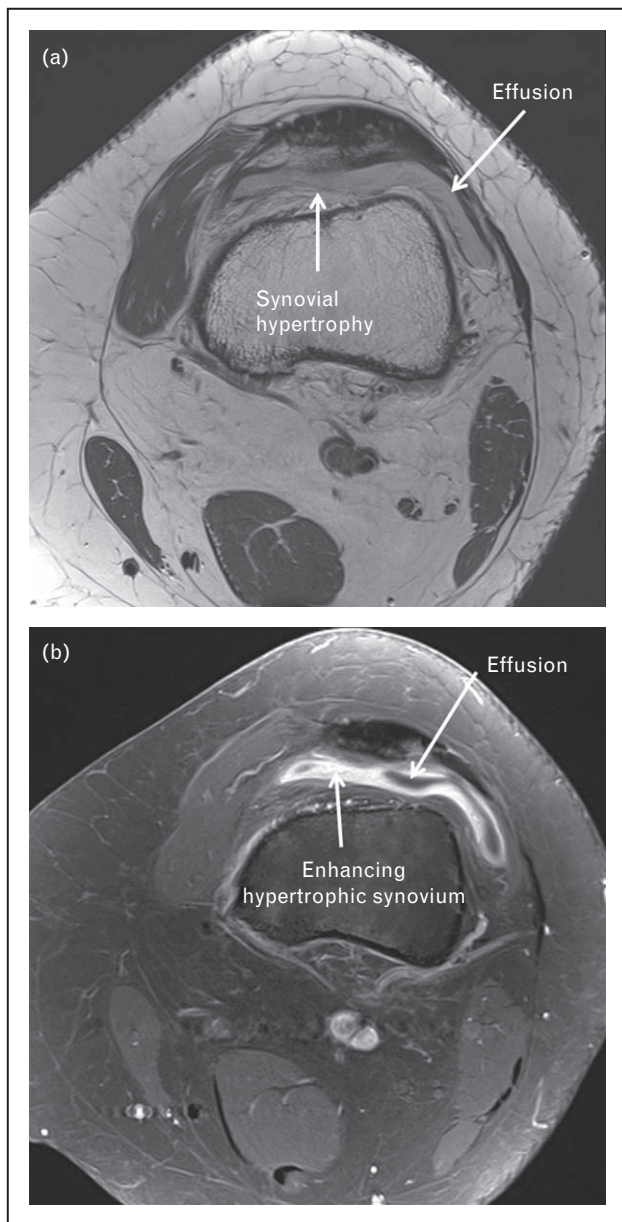 (a)
Effusion
Synovial
hypertrophy
(b)
Effusion
Enhancing
hypertrophic synovium